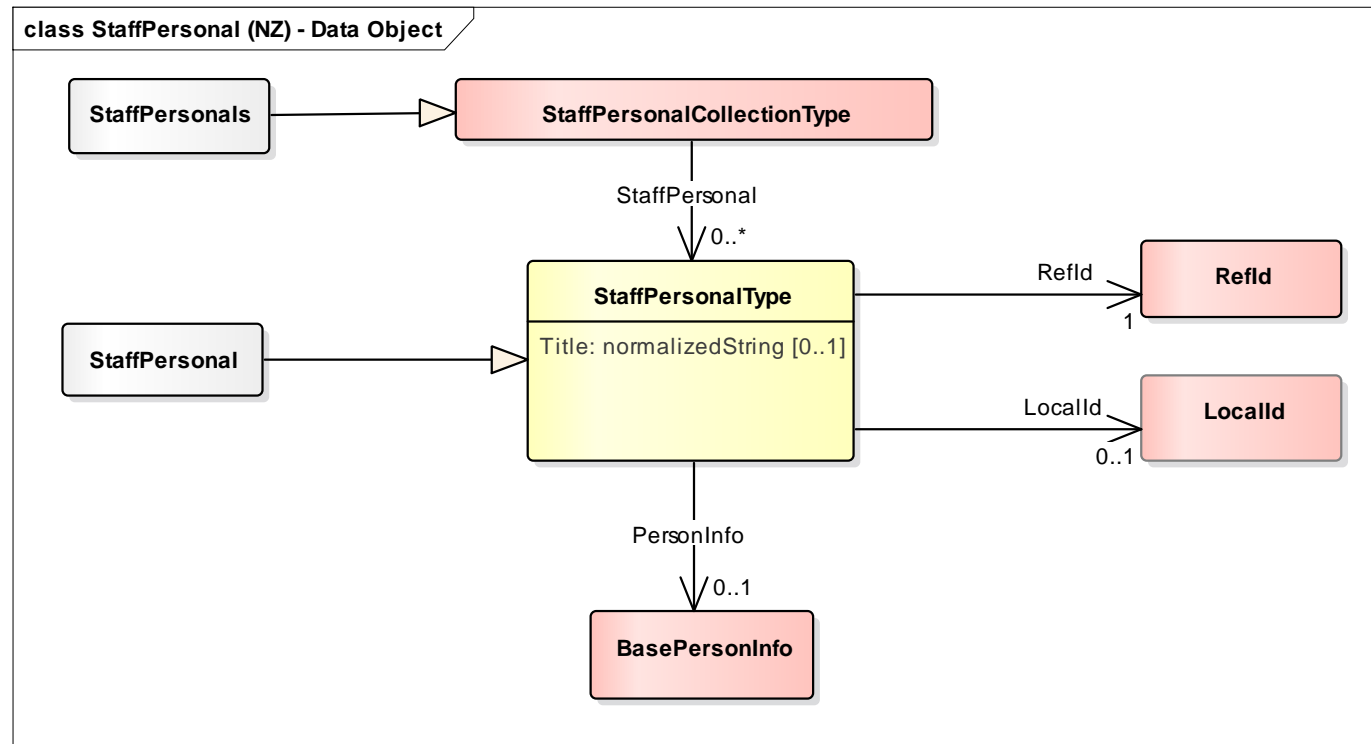 class StaffPersonal (NZ) - Data Object
StaffPersonals
StaffPersonalCollectionType
StaffPersonal
0..*
StaffPersonalType
Title: normalizedString [0..1]
RefId
1
RefId
StaffPersonal
LocalId
0..1
LocalId
PersonInfo
0..1
BasePersonInfo